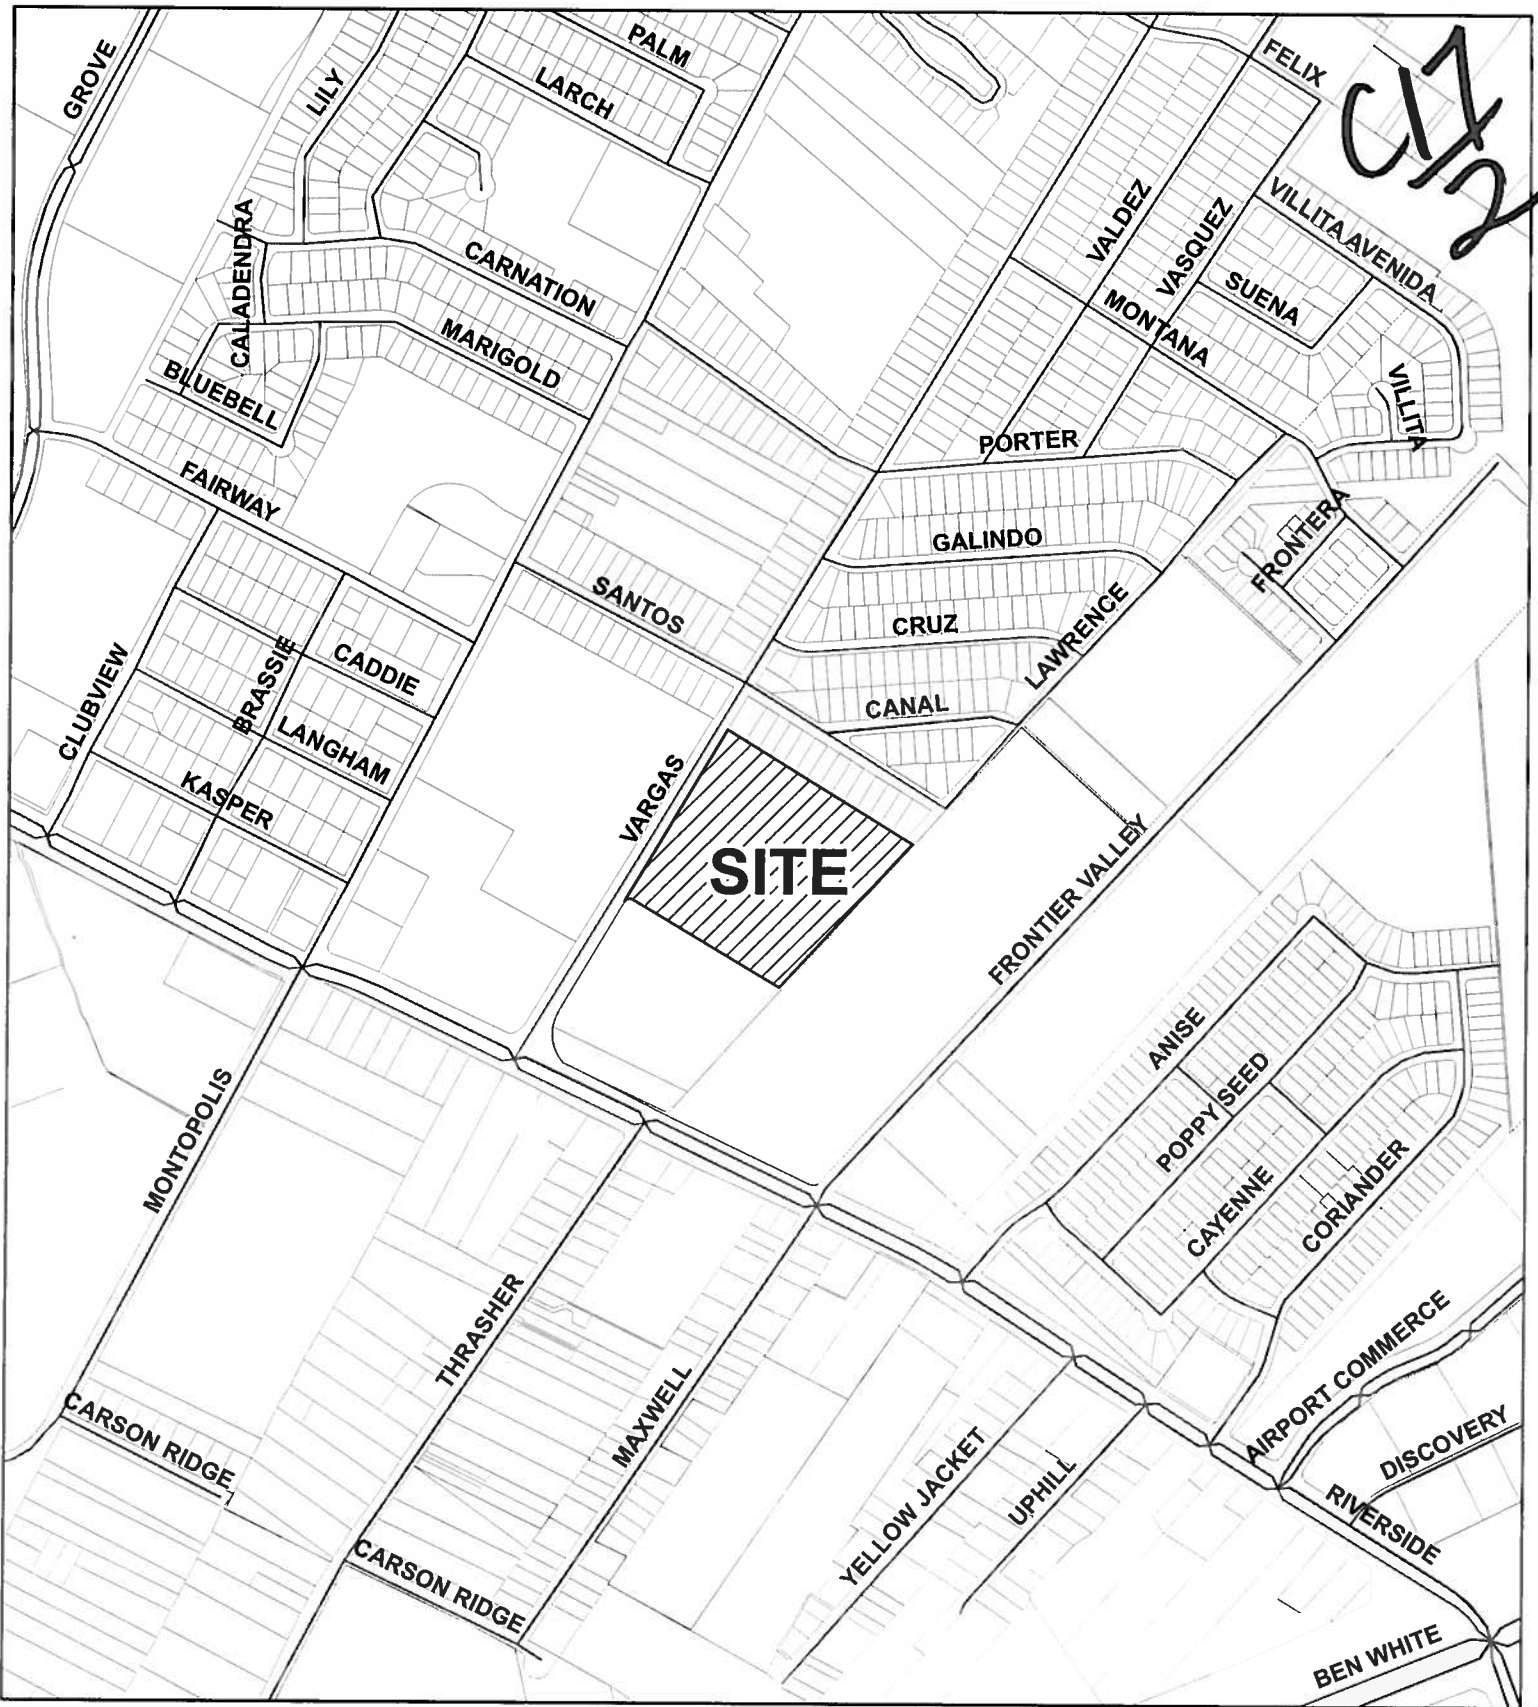 GROVE
LILY
PALM
LARCH
FELIX
C17
/2
CALADENDRA
CARNATION
MARIGOLD
BLUEBELL
VALDEZ
VASQUEZ
VILLITA AVENIDA
SUENA
MONTANA
VILLITA
PORTER
FAIRWAY
GALINDO
FRONTERA
SANTOS
CRUZ
LAWRENCE
CLUBVIEW
BRASSIE
CADDIE
CANAL
LANGHAM
KASPER
VARGAS
SITE
FRONTIER VALLEY
ANISE
POPPY SEED
MONTOPOLIS
CAYENNE
CORIANDER
THRASHER
MAXWELL
AIRPORT COMMERCE
CARSON RIDGE
DISCOVERY
YELLOW JACKET
UPHILL
RIVERSIDE
CARSON RIDGE
BEN WHITE